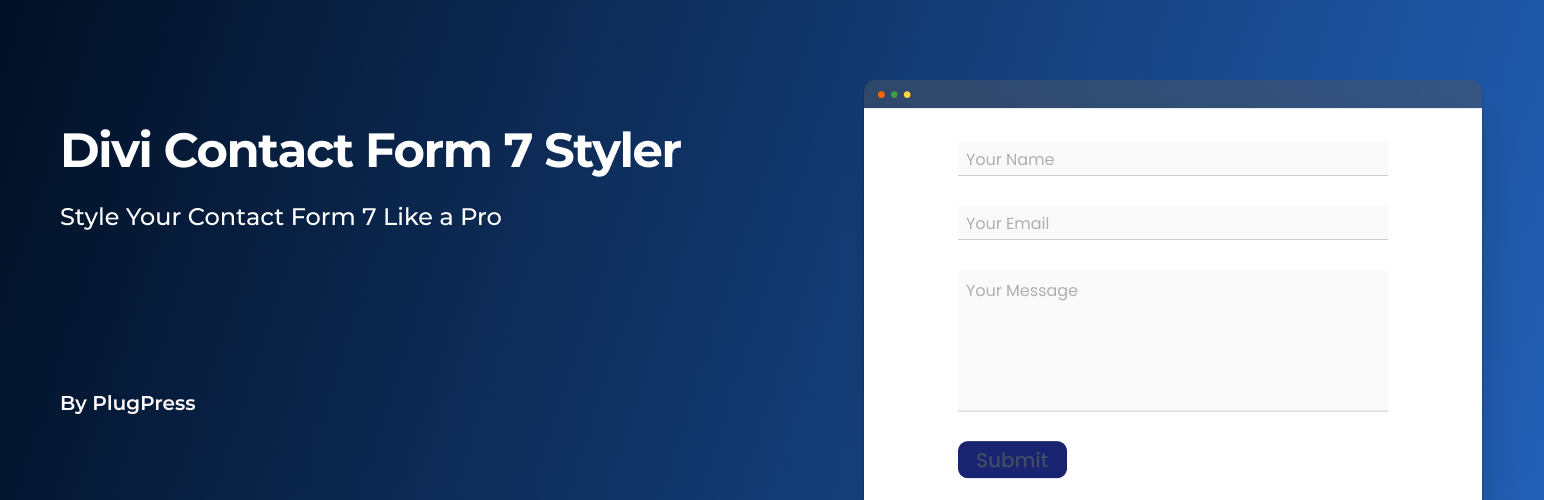 Divi Contact Form 7 Styler
Style Your Contact Form 7 Like a Pro
By PlugPress
Your Name
Your Email
Your Message
Submit